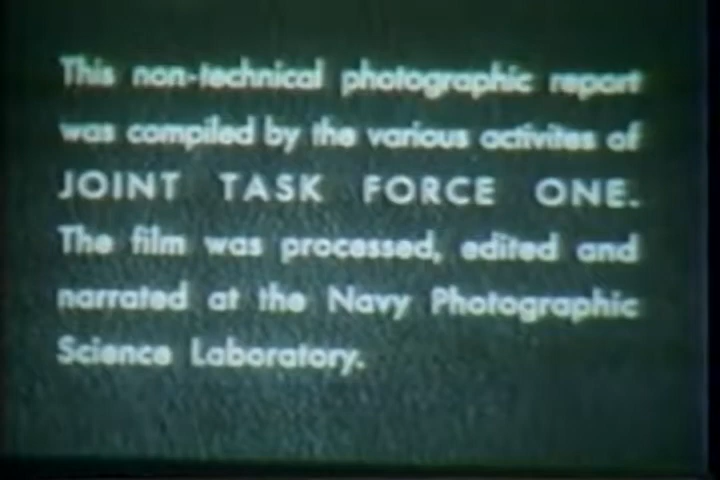 This non-technical photographic report
was compiled by the various activites of
JOINT TASK FORCE ONE.
The film was processed, edited and
narrated at the Navy Photographic
Science Laboratory.